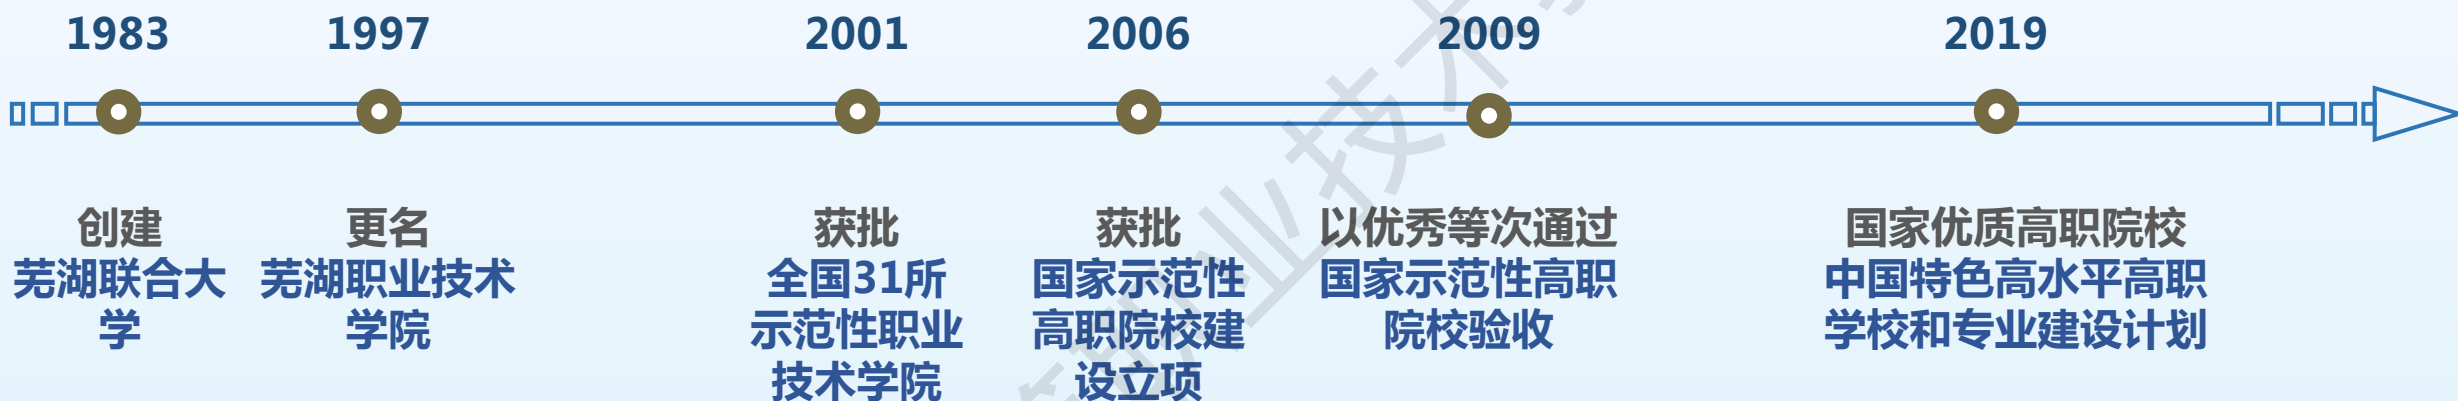 1983
1997
2001
2006
2009
2019
创建
芜湖联合大
学
更名
芜湖职业技术
学院
获批
全国31所
示范性职业
技术学院
获批
国家示范性
高职院校建
设立项
以优秀等次通过
国家示范性高职
院校验收
国家优质高职院校
中国特色高水平高职
学校和专业建设计划
职业技术